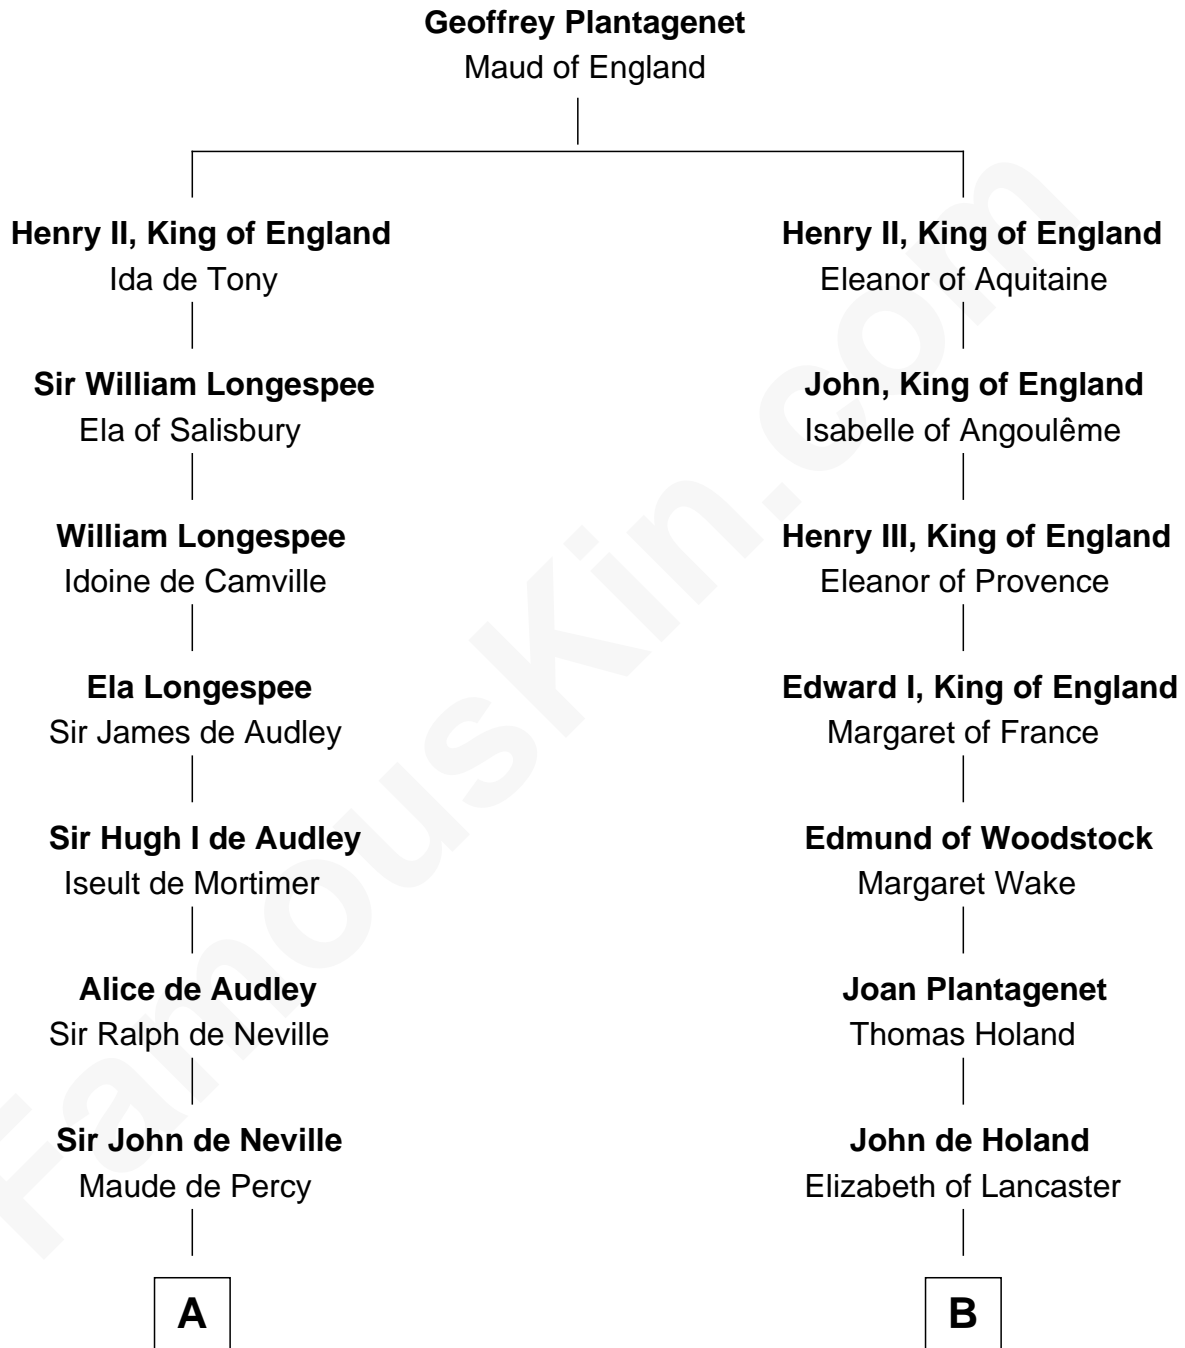 Geoffrey Plantagenet
Maud of England
Henry II, King of England
Ida de Tony
Henry II, King of England
Eleanor of Aquitaine
Sir William Longespee
Ela of Salisbury
John, King of England
Isabelle of Angoulême
William Longespee
Idoine de Camville
Henry III, King of England
Eleanor of Provence
Ela Longespee
Sir James de Audley
Edward I, King of England
Margaret of France
Sir Hugh I de Audley
Iseult de Mortimer
Edmund of Woodstock
Margaret Wake
Alice de Audley
Sir Ralph de Neville
Joan Plantagenet
Thomas Holand
Sir John de Neville
Maude de Percy
John de Holand
Elizabeth of Lancaster
A
B
FamousKin.com